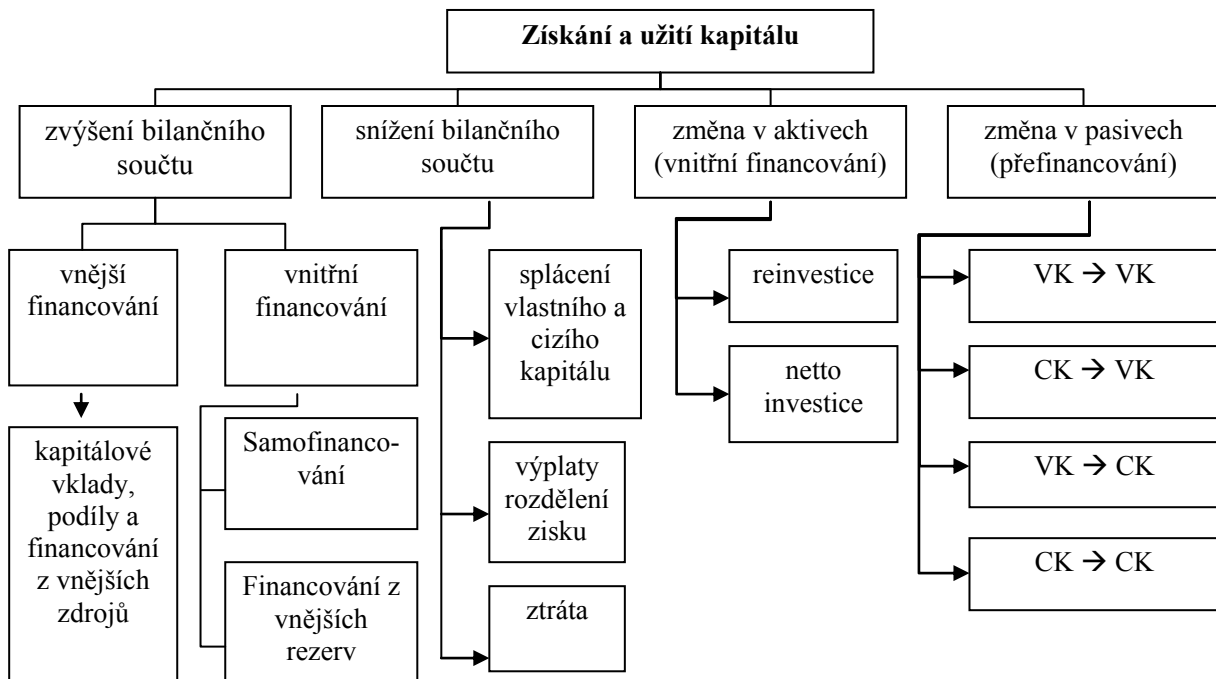 Získání a užití kapitálu
zvýšení bilančního
součtu
snížení bilančního
součtu
změna v aktivech
(vnitřní financování)
změna v pasivech
(přefinancování)
vnější
financování
vnitřní
financování
kapitálové
vklady,
podíly a
financování
z vnějších
zdrojů
Samofinanco-
vání
Financování z
vnějších
rezerv
splácení
vlastního a
cizího
kapitálu
výplaty
rozdělení
zisku
ztráta
reinvestice
netto
investice
VK → VK
CK → VK
VK → CK
CK → CK